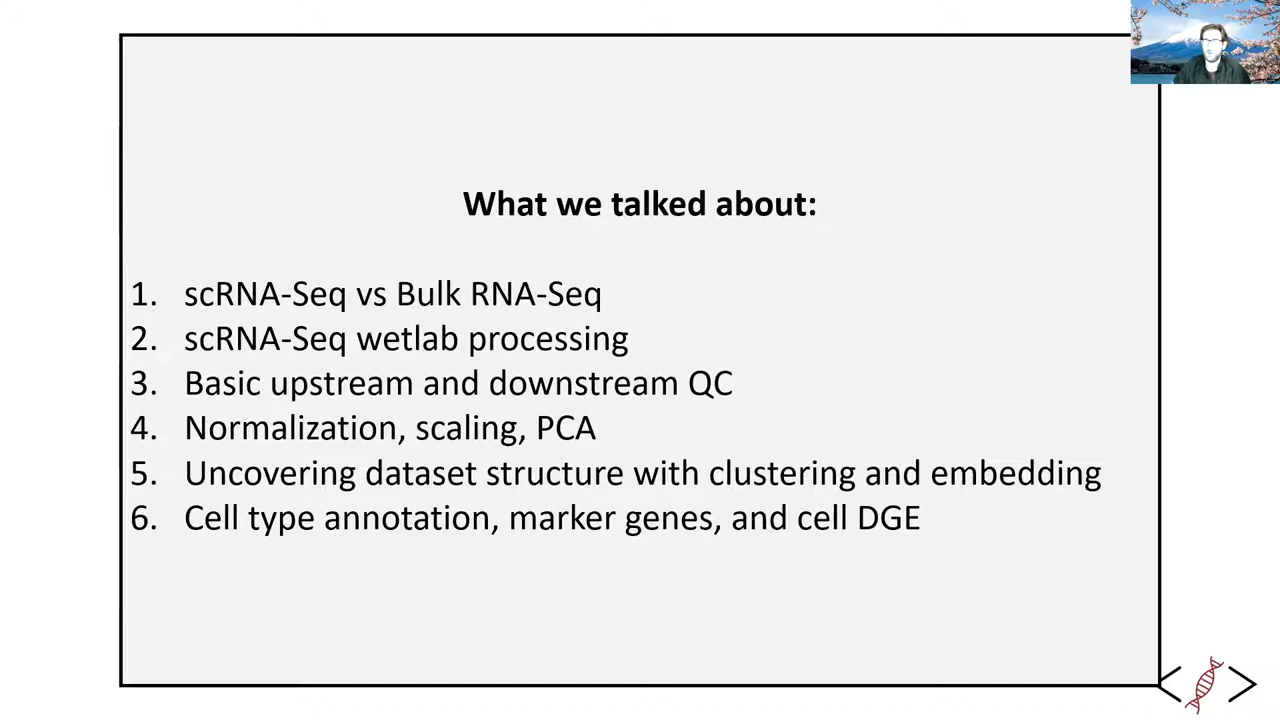 What we talked about:
1. scRNA-Seq vs Bulk RNA-Seq
2. scRNA-Seq wetlab processing
3. Basic upstream and downstream QC
4. Normalization, scaling, PCA
5. Uncovering dataset structure with clustering and embedding
6. Cell type annotation, marker genes, and cell DGE